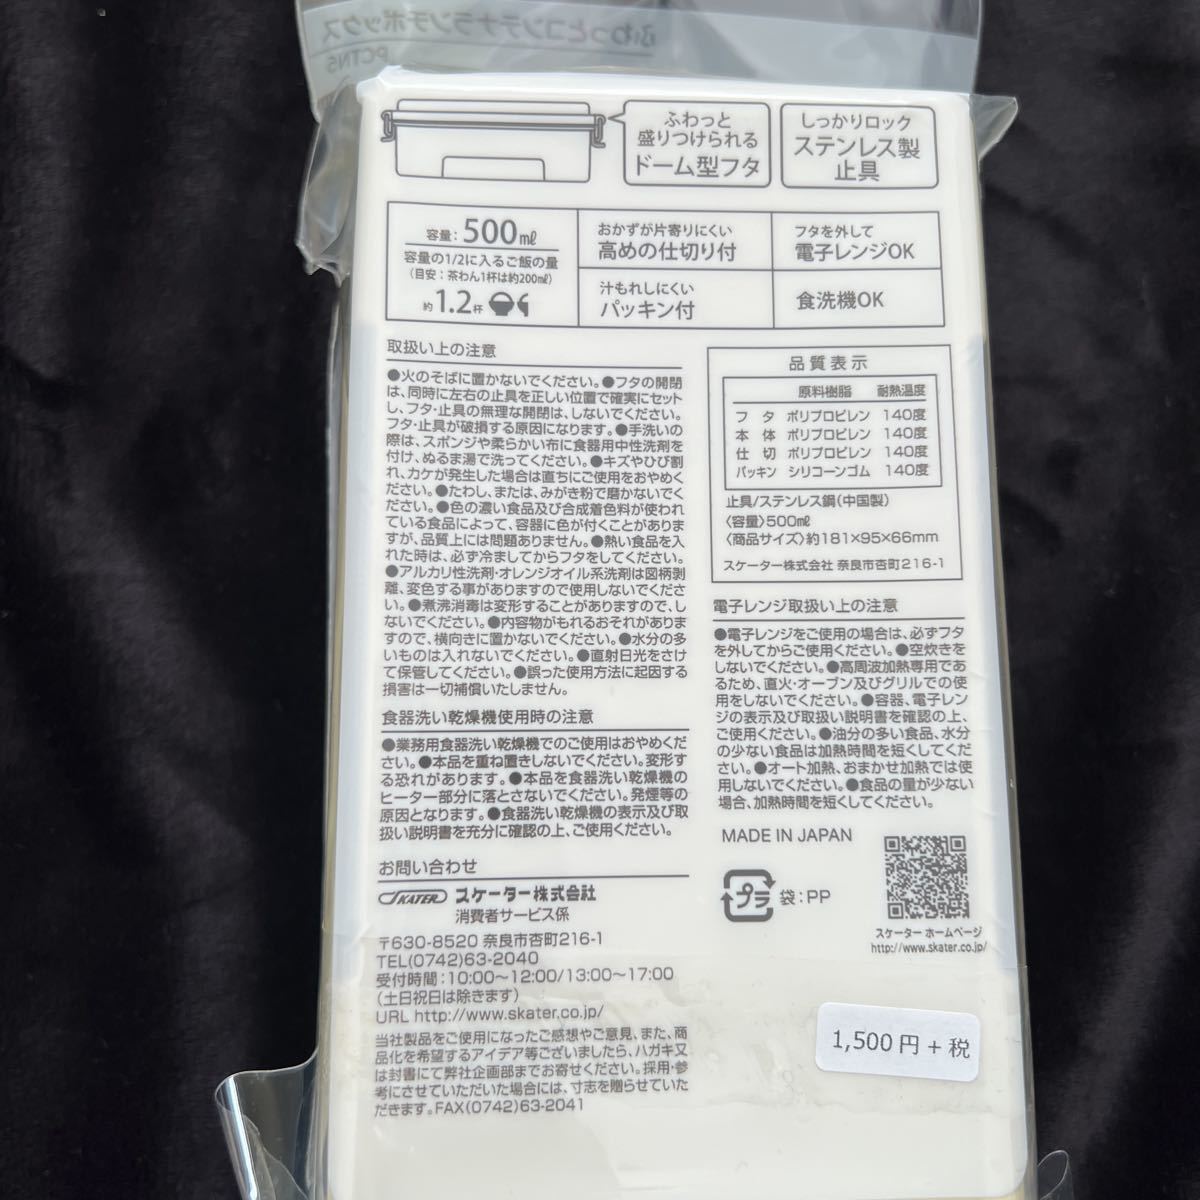 ふわっとコンテナランチボックス
PCTN5
ふわっと
盛りつけられる
ドーム型フタ
しっかりロック
ステンレス製
止具
容量:500㎖
容量の1/2に入るご飯の量
(目安:茶わん1杯は約200㎖)
約1.2杯
おかずが片寄りにくい
高めの仕切り付
フタを外して
電子レンジOK
汁もれしにくい
パッキン付
食洗機OK
取扱い上の注意
●火のそばに置かないでください。●フタの開閉
は、同時に左右の止具を正しい位置で確実にセット
し、フタ・止具の無理な開閉は、しないでください。
フタ・止具が破損する原因になります。●手洗いの
際は、スポンジや柔らかい布に食器用中性洗剤を
付け、ぬるま湯で洗ってください。●キズやひび割
れ、カケが発生した場合は直ちにご使用をおやめく
ださい。●たわし、または、みがき粉で磨かないでく
ださい。●色の濃い食品及び合成着色料が使われ
ている食品によって、容器に色が付くことがありま
すが、品質上には問題ありません。●熱い食品を入
れた時は、必ず冷ましてからフタをしてください。
●アルカリ性洗剤・オレンジオイル系洗剤は図柄剥
離、変色する事がありますので使用しないでくださ
い。●煮沸消毒は変形することがありますので、し
ないでください。●内容物がもれるおそれがあり
ますので、横向きに置かないでください。●水分の多
いものは入れないでください。●直射日光をさけ
て保管してください。●誤った使用方法に起因する
損害は一切補償いたしません。
食器洗い乾燥機使用時の注意
●業務用食器洗い乾燥機でのご使用はおやめくだ
さい。●本品を重ね置きしないでください。変形す
る恐れがあります。●本品を食器洗い乾燥機の
ヒーター部分に落とさないでください。発煙等の
原因となります。●食器洗い乾燥機の表示及び取
扱い説明書を充分に確認の上、ご使用ください。
お問い合わせ
SKATER スケーター株式会社
消費者サービス係
〒630-8520 奈良市杏町216-1
TEL(0742)63-2040
受付時間:10:00〜12:00/13:00〜17:00
(土日祝日は除きます)
URL http://www.skater.co.jp/
当社製品をご使用になったご感想やご意見、また、商
品化を希望するアイデア等ございましたら、ハガキ又
は封書にて弊社企画部までお寄せください。採用・参
考にさせていただいた場合には、寸志を贈らせていた
だきます。FAX(0742)63-2041
品質表示
原料樹脂 耐熱温度
フタ ポリプロピレン 140度
本体 ポリプロピレン 140度
仕切 ポリプロピレン 140度
パッキン シリコーンゴム 140度
止具/ステンレス鋼(中国製)
〈容量〉500㎖
〈商品サイズ〉約181×95×66mm
スケーター株式会社 奈良市杏町216-1
電子レンジ取扱い上の注意
●電子レンジをご使用の場合は、必ずフタ
を外してからご使用ください。●空炊きを
しないでください。●高周波加熱専用であ
るため、直火・オーブン及びグリルでの使
用をしないでください。●容器、電子レン
ジの表示及び取扱い説明書を確認の上、
ご使用ください。●油分の多い食品、水分
の少ない食品は加熱時間を短くしてくだ
さい。●オート加熱、おまかせ加熱では使
用しないでください。●食品の量が少ない
場合、加熱時間を短くしてください。
MADE IN JAPAN
プラ 袋:PP
スケーター ホームページ
http://www.skater.co.jp/
1,500円+税